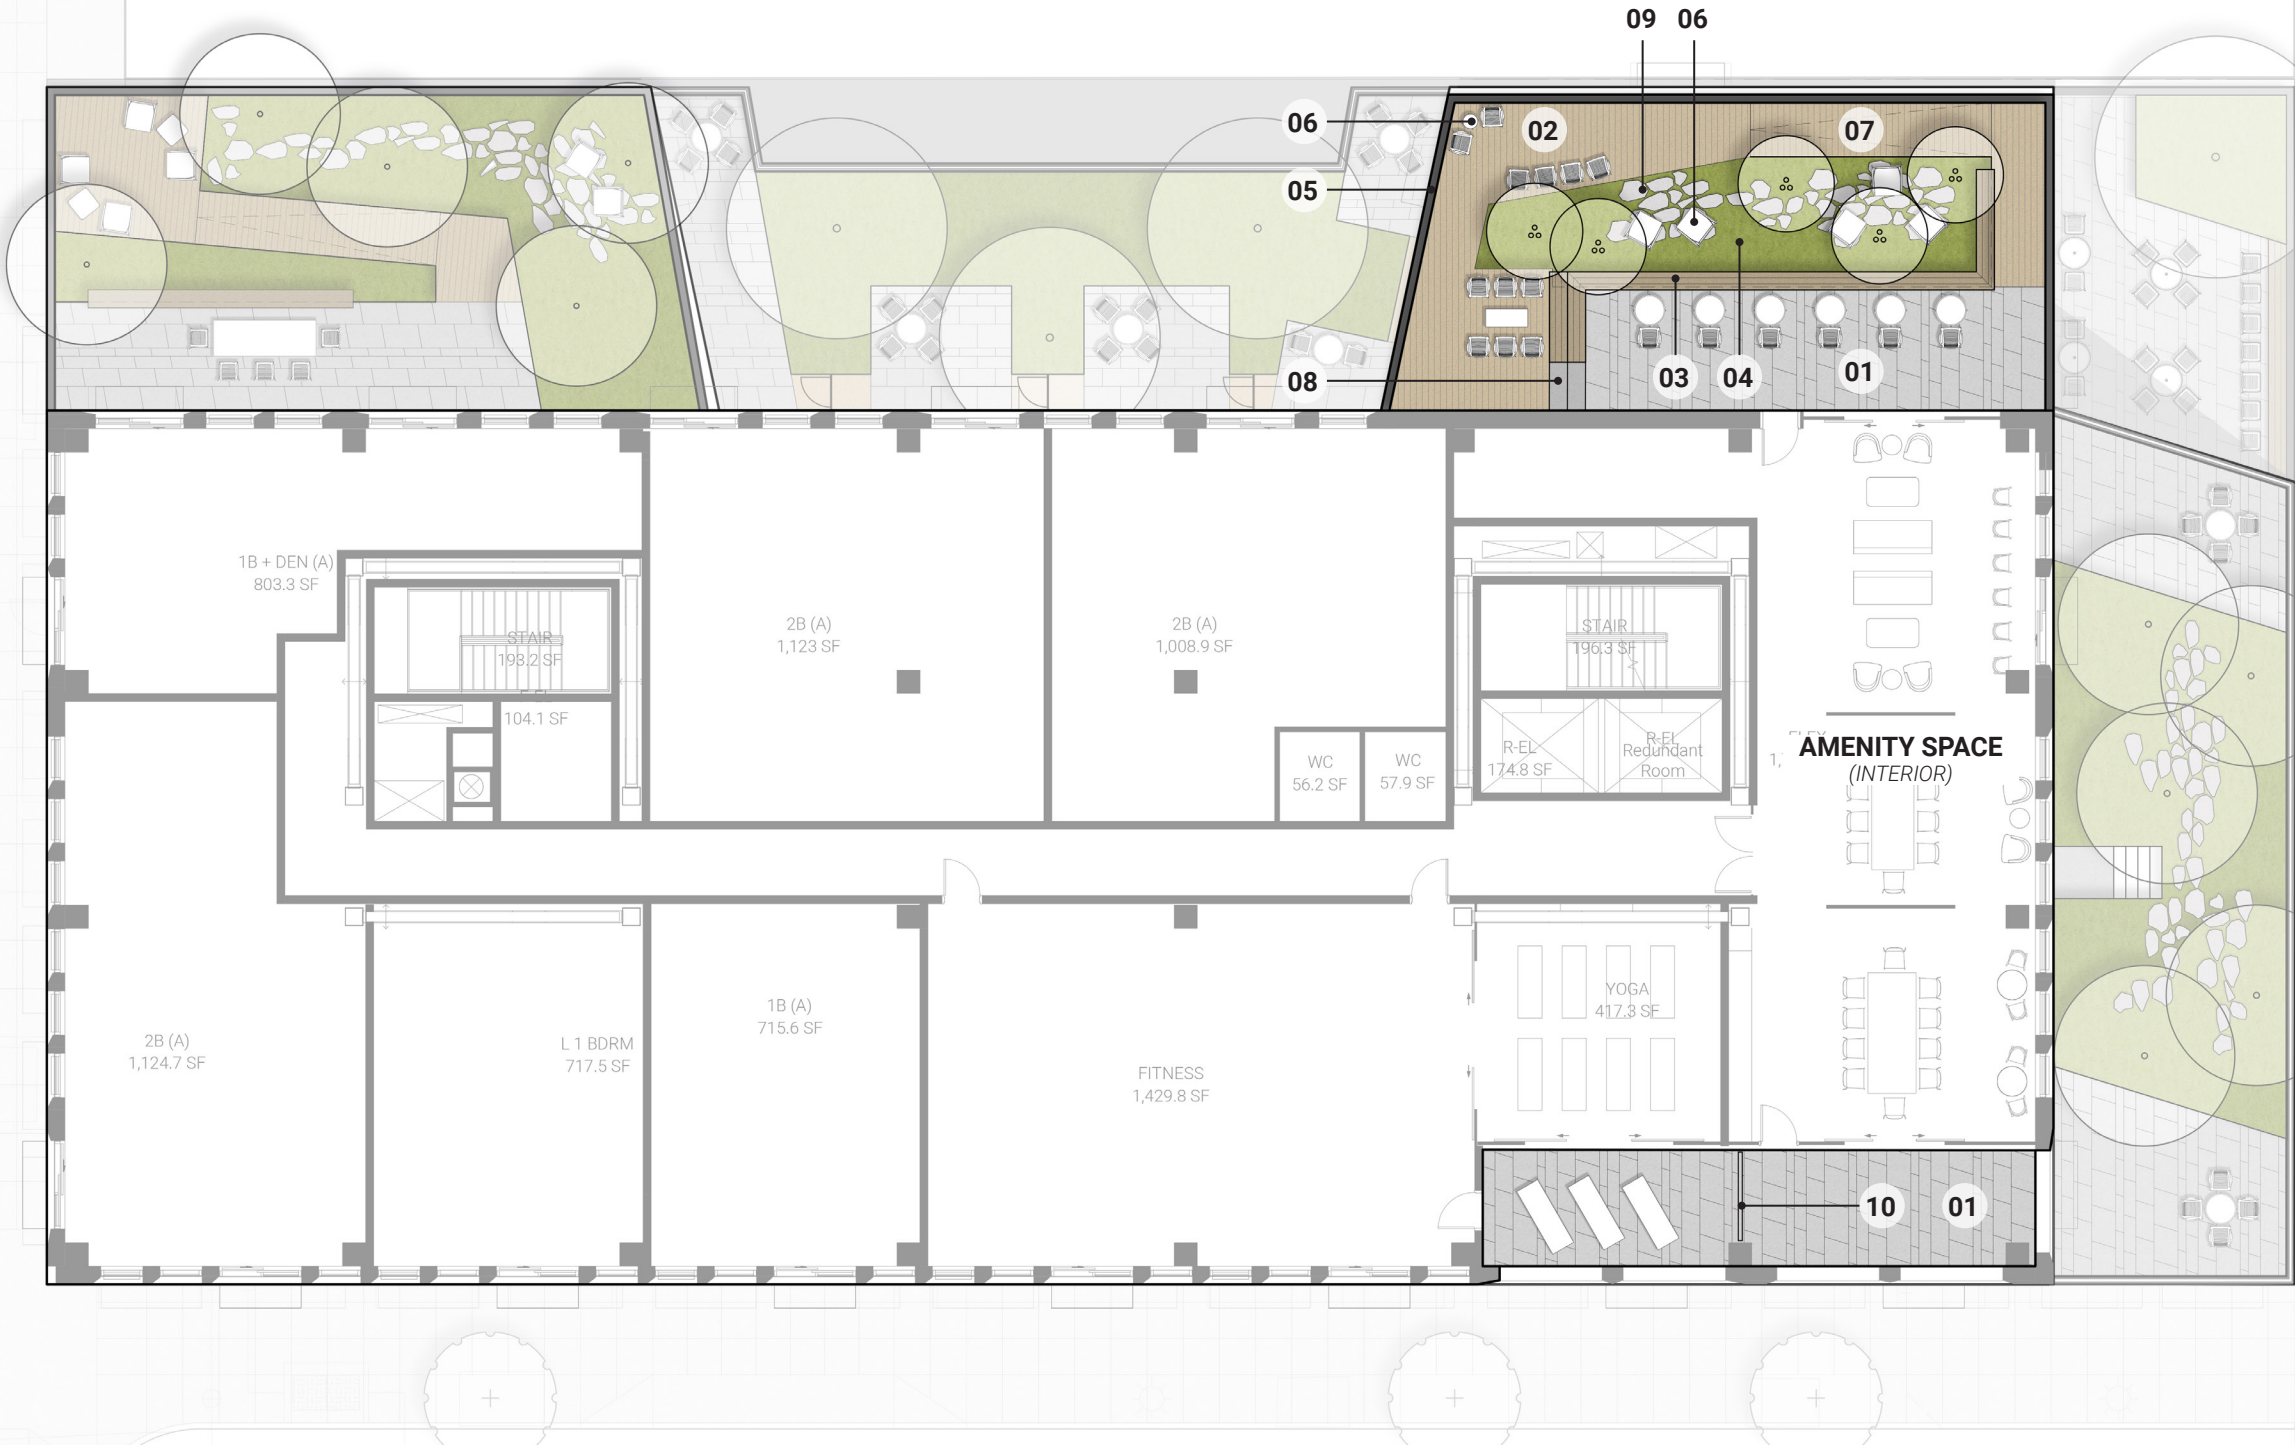 09 06
06
02
07
05
08
03
04
01
1B + DEN (A)
803.3 SF
STAIR
193.2 SF
104.1 SF
2B (A)
1,123 SF
2B (A)
1,008.9 SF
WC
56.2 SF
WC
57.9 SF
STAIR
196.3 SF
R-EL
174.8 SF
R-EL
Redundant
Room
1,
AMENITY SPACE
(INTERIOR)
2B (A)
1,124.7 SF
L 1 BDRM
717.5 SF
1B (A)
715.6 SF
FITNESS
1,429.8 SF
YOGA
417.3 SF
10
01